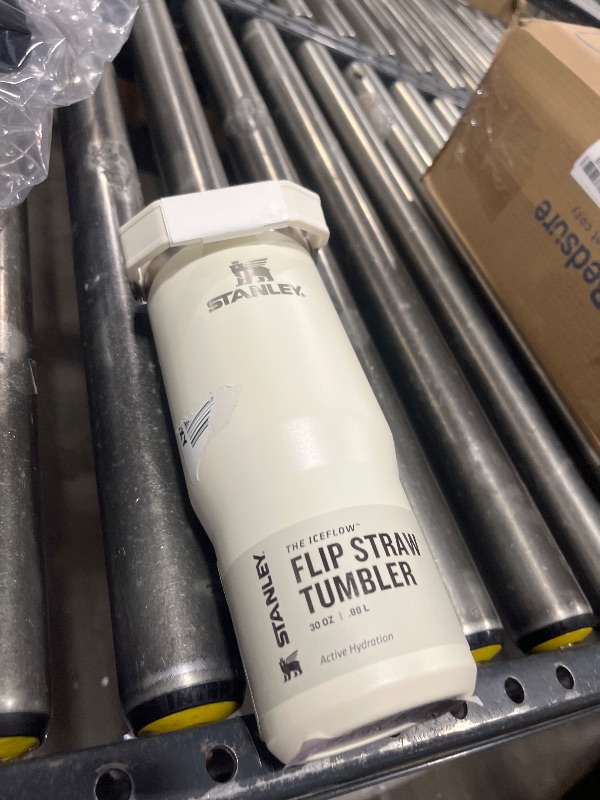 STANLEY.
THE ICEFLOW™
FLIP STRAW
TUMBLER
30 OZ | .88 L
Active Hydration
STANLEY.
Bedsure